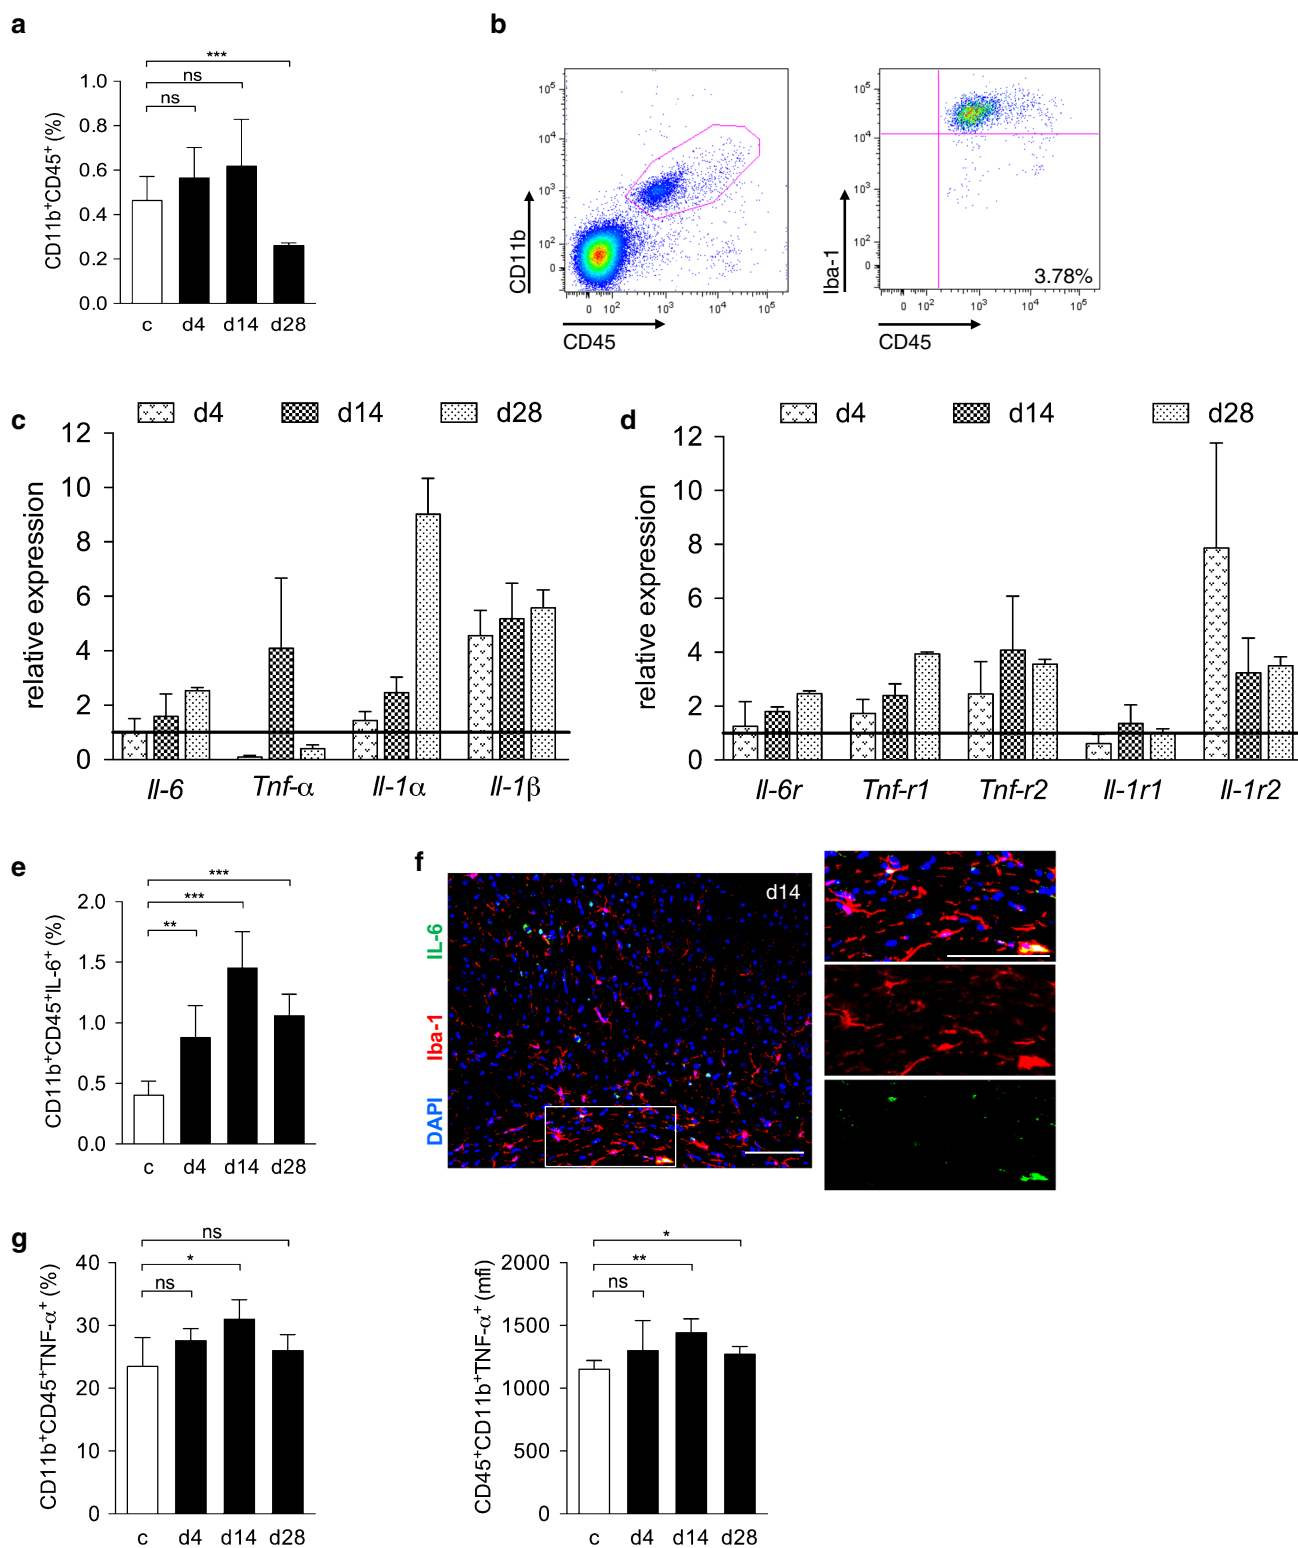 a
CD11b⁺CD45⁺ (%)
1.0
0.8
0.6
0.4
0.2
0.0
***
ns
ns
c d4 d14 d28
b
CD11b
10⁵
10⁴
10³
10²
0
0 10² 10³ 10⁴ 10⁵
CD45
Iba-1
10⁵
10⁴
10³
10²
0
3.78%
0 10² 10³ 10⁴ 10⁵
CD45
c
d4 d14 d28
relative expression
12
10
8
6
4
2
0
Il-6 Tnf-α Il-1α Il-1β
d
d4 d14 d28
relative expression
12
10
8
6
4
2
0
Il-6r Tnf-r1 Tnf-r2 Il-1r1 Il-1r2
e
CD11b⁺CD45⁺IL-6⁺ (%)
2.0
1.5
1.0
0.5
0.0
***
***
**
c d4 d14 d28
f
DAPI Iba-1 IL-6
d14
g
CD11b⁺CD45⁺TNF-α⁺ (%)
40
30
20
10
0
ns
*
ns
c d4 d14 d28
CD45⁺CD11b⁺TNF-α⁺ (mfi)
2000
1500
1000
500
0
*
**
ns
c d4 d14 d28